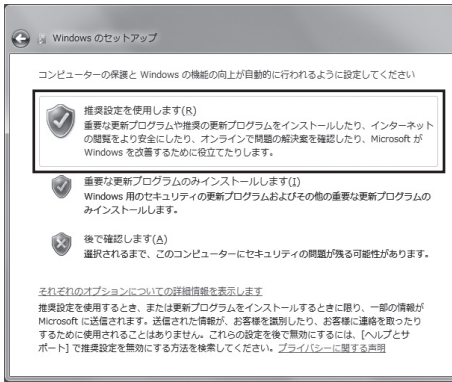 Windows のセットアップ
コンピューターの保護と Windows の機能の向上が自動的に行われるように設定してください
推奨設定を使用します(R)
重要な更新プログラムや推奨の更新プログラムをインストールしたり、インターネット
の閲覧をより安全にしたり、オンラインで問題の解決案を確認したり、Microsoft が
Windows を改善するために役立てたりします。
重要な更新プログラムのみインストールします(I)
Windows 用のセキュリティの更新プログラムおよびその他の重要な更新プログラムの
みインストールします。
後で確認します(A)
選択されるまで、このコンピューターにセキュリティの問題が残る可能性があります。
それぞれのオプションについての詳細情報を表示します
推奨設定を使用するとき、または更新プログラムをインストールするときに限り、一部の情報が
Microsoft に送信されます。送信された情報が、お客様を識別したり、お客様に連絡を取ったり
するために使用されることはありません。これらの設定を後で無効にするには、[ヘルプとサ
ポート] で推奨設定を無効にする方法を検索してください。プライバシーに関する声明